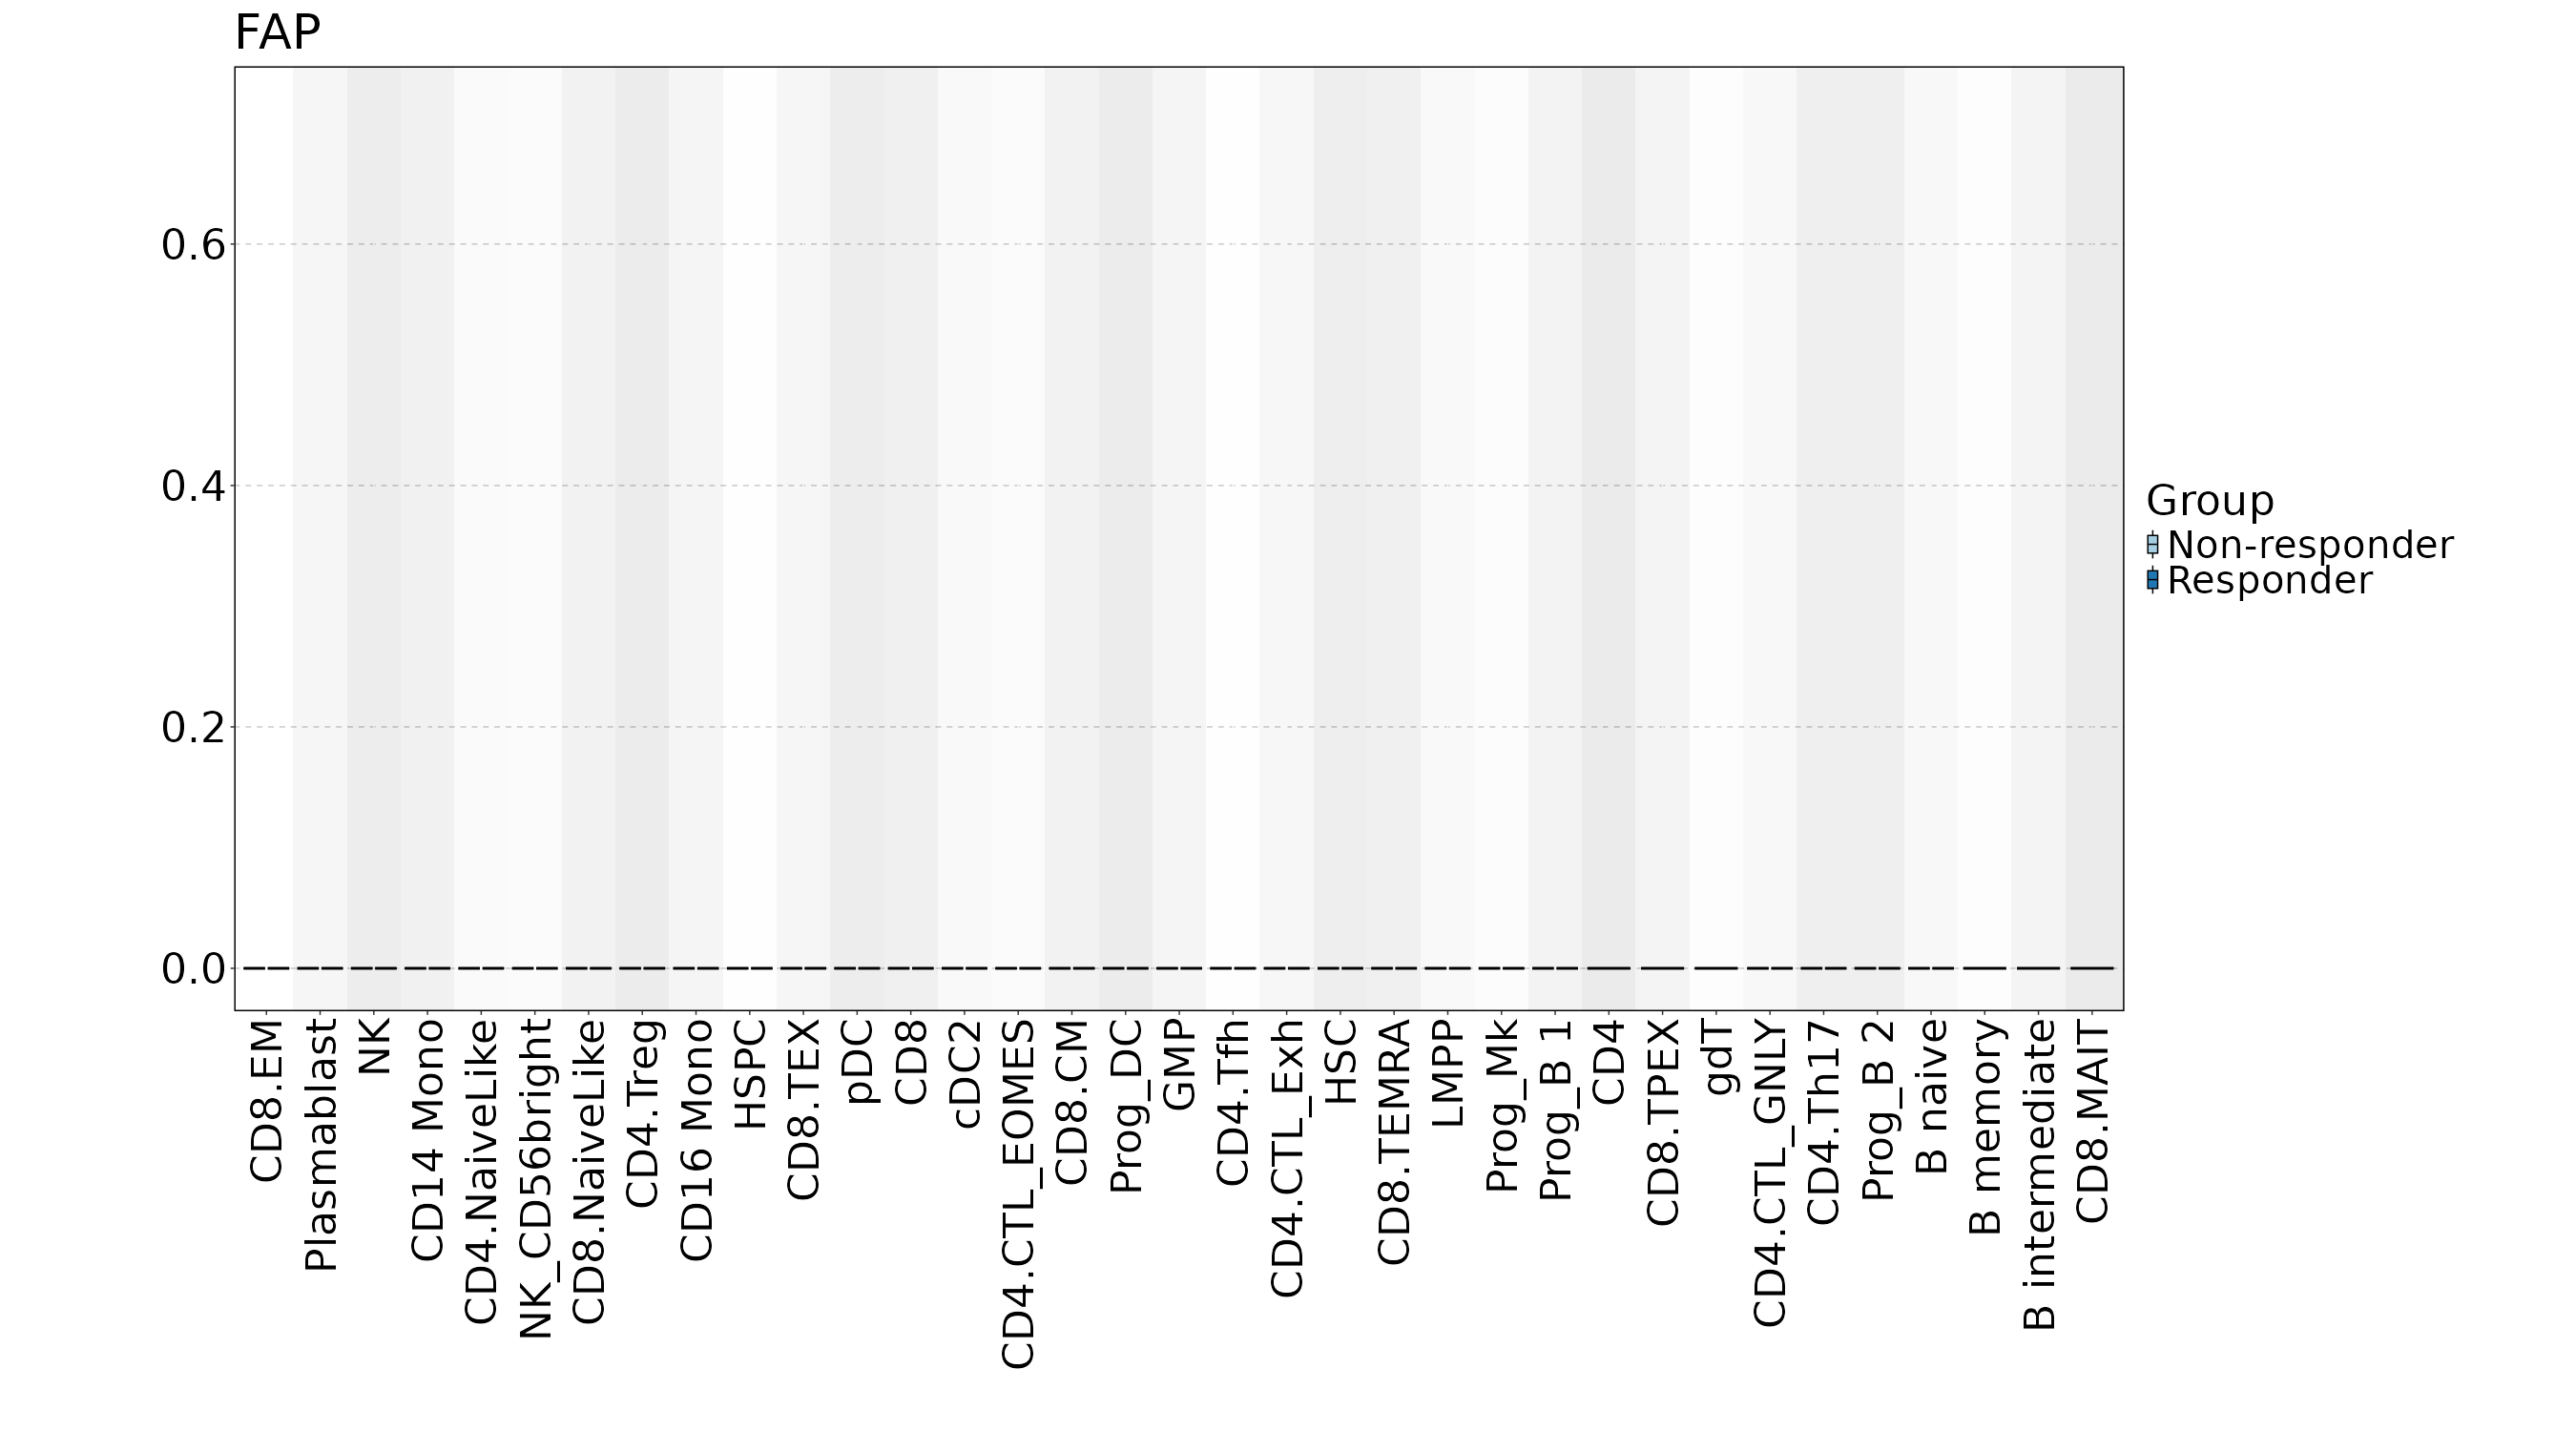 FAP
0.6
0.4
0.2
0.0
CD8.EM
Plasmablast
NK
CD14 Mono
CD4.NaiveLike
NK_CD56bright
CD8.NaiveLike
CD4.Treg
CD16 Mono
HSPC
CD8.TEX
pDC
CD8
cDC2
CD4.CTL_EOMES
CD8.CM
Prog_DC
GMP
CD4.Tfh
CD4.CTL_Exh
HSC
CD8.TEMRA
LMPP
Prog_Mk
Prog_B 1
CD4
CD8.TPEX
gdT
CD4.CTL_GNLY
CD4.Th17
Prog_B 2
B naive
B memory
B intermediate
CD8.MAIT
Group
Non-responder
Responder